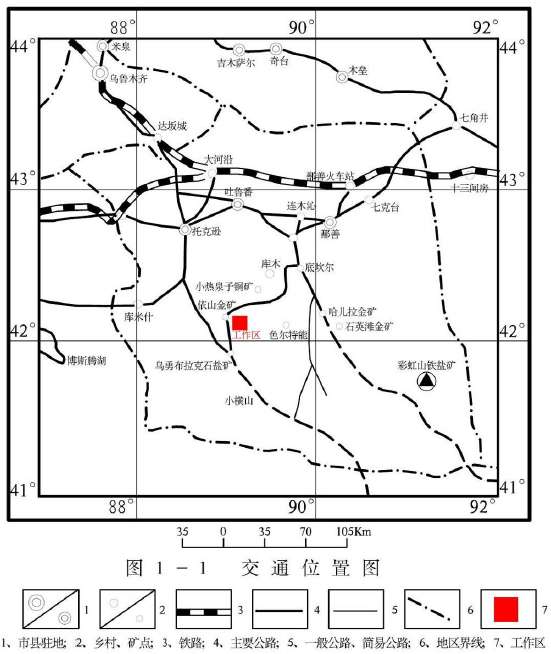 88° 90° 92°
44° 44°
米泉
吉木萨尔 奇台
乌鲁木齐
木垒
七角井
达坂城
大河沿
鄯善火车站
43° 43°
十三间房
吐鲁番
连木沁
七克台
托克逊
鄯善
库木
底坎尔
小热泉子铜矿
依山金矿
哈儿拉金矿
库米什
石英滩金矿
工作区 色尔特能
42° 42°
博斯腾湖
乌勇布拉克石盐矿
彩虹山铁盐矿
小横山
41° 41°
88° 90° 92°
35 0 35 70 105Km
图1-1 交通位置图
1 2 3 4 5 6 7
1、市县驻地；2、乡村、矿点；3、铁路；4、主要公路；5、一般公路、简易公路；6、地区界线；7、工作区